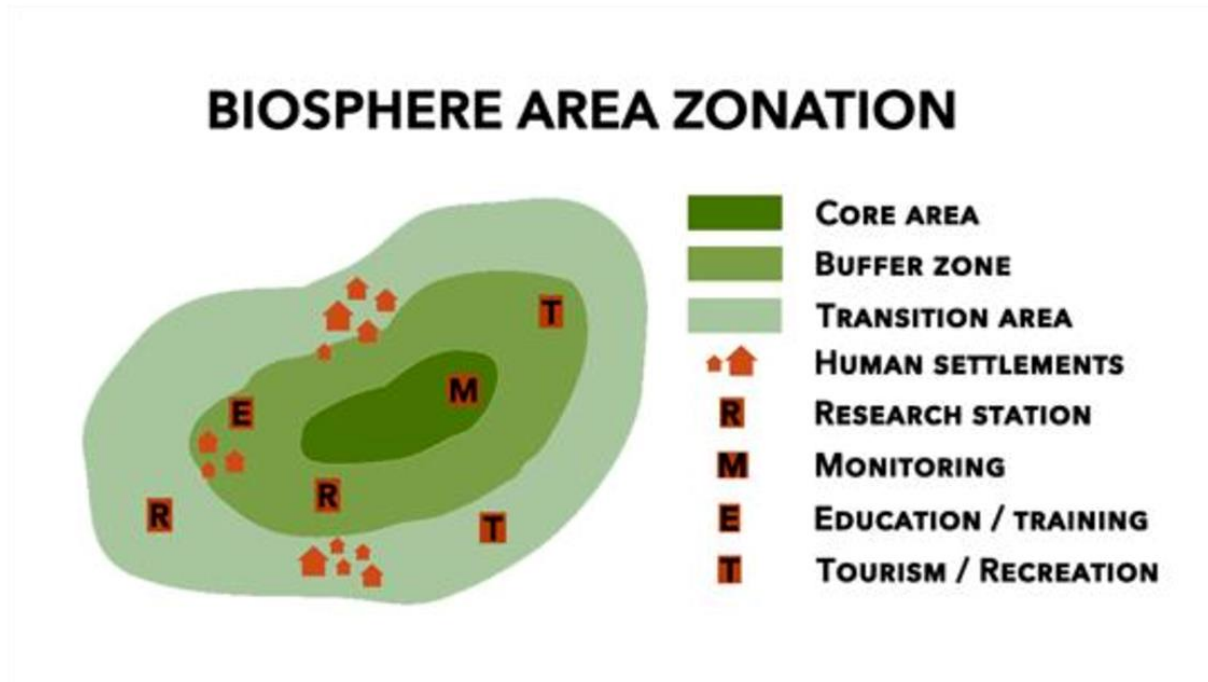 BIOSPHERE AREA ZONATION
CORE AREA
BUFFER ZONE
TRANSITION AREA
HUMAN SETTLEMENTS
R RESEARCH STATION
M MONITORING
E EDUCATION / TRAINING
T TOURISM / RECREATION
T
M
E
R
R
T